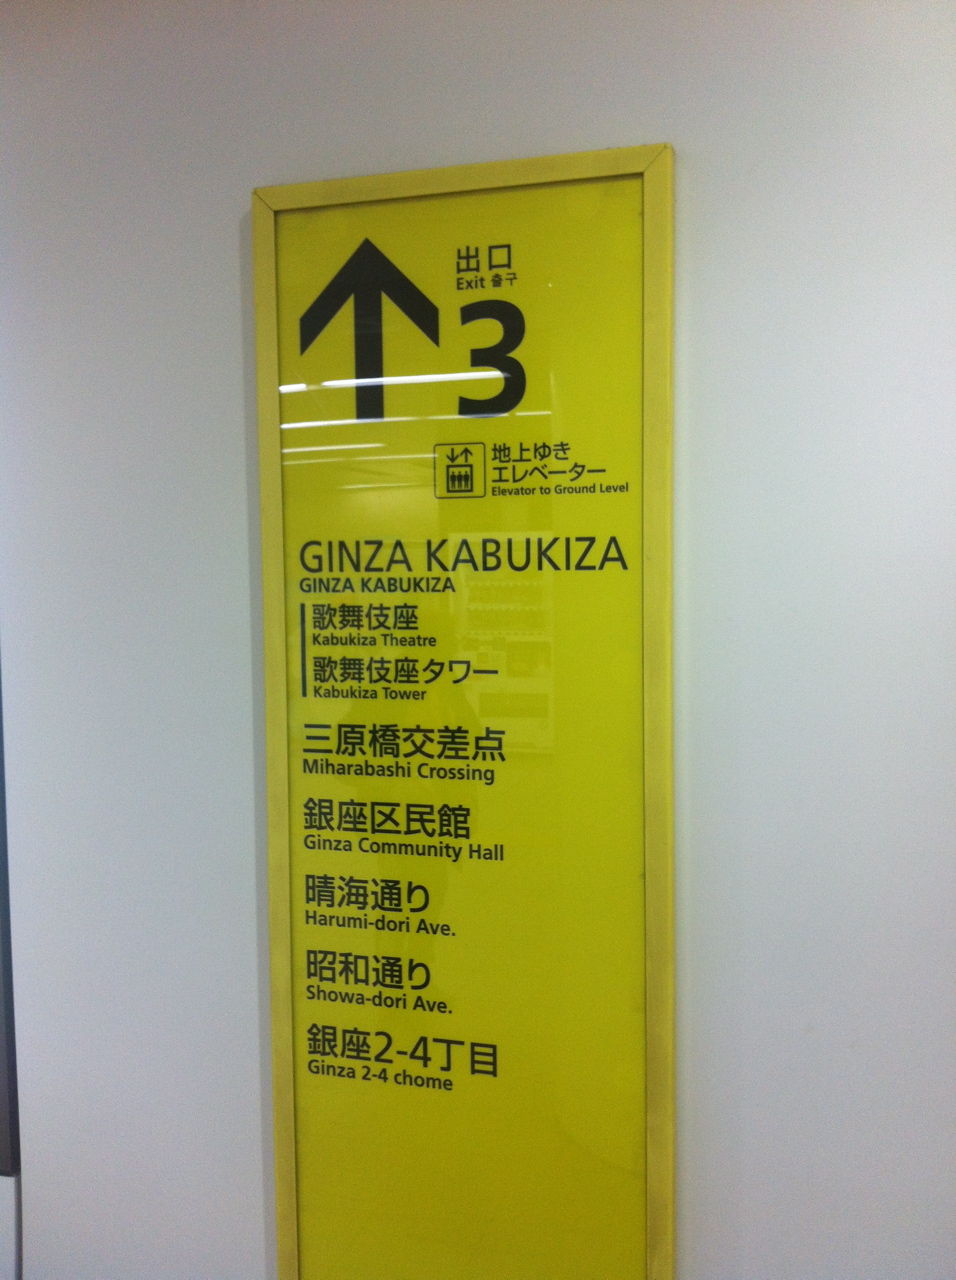 出口
Exit 출구
3
地上ゆき
エレベーター
Elevator to Ground Level
GINZA KABUKIZA
GINZA KABUKIZA
歌舞伎座
Kabukiza Theatre
歌舞伎座タワー
Kabukiza Tower
三原橋交差点
Miharabashi Crossing
銀座区民館
Ginza Community Hall
晴海通り
Harumi-dori Ave.
昭和通り
Showa-dori Ave.
銀座2-4丁目
Ginza 2-4 chome